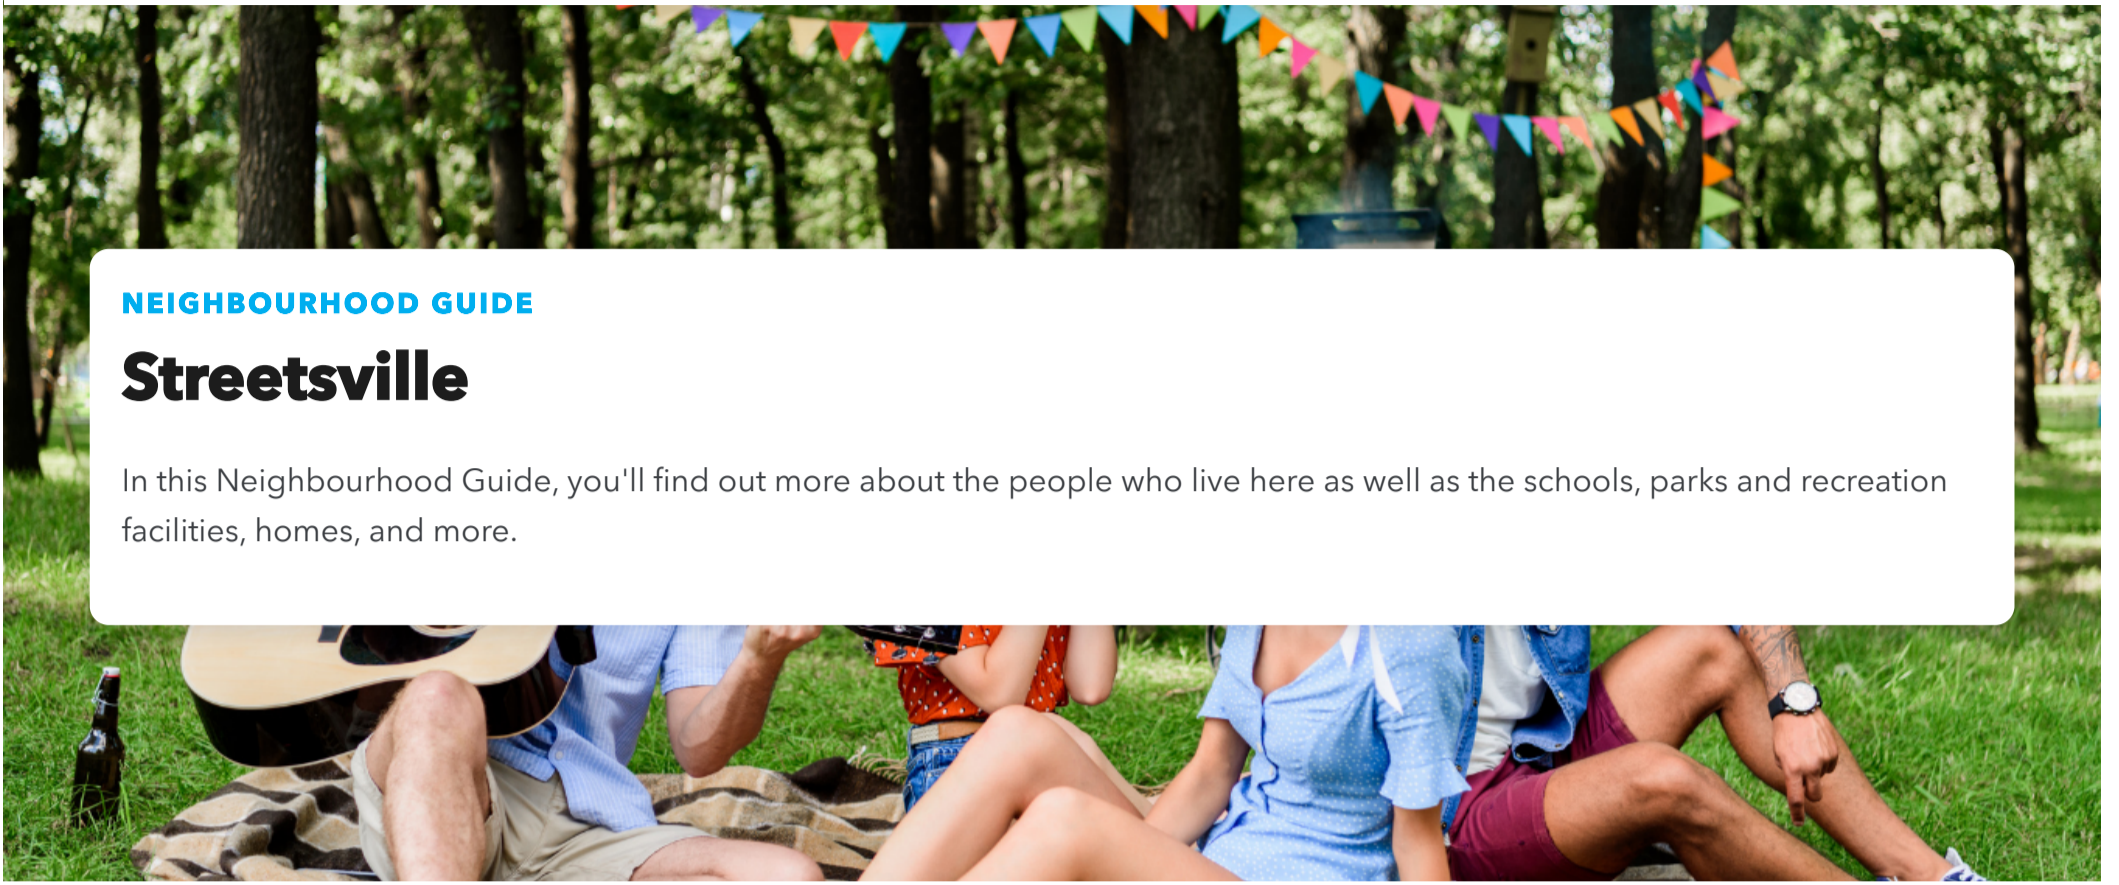 NEIGHBOURHOOD GUIDE
Streetsville
In this Neighbourhood Guide, you'll find out more about the people who live here as well as the schools, parks and recreation
facilities, homes, and more.